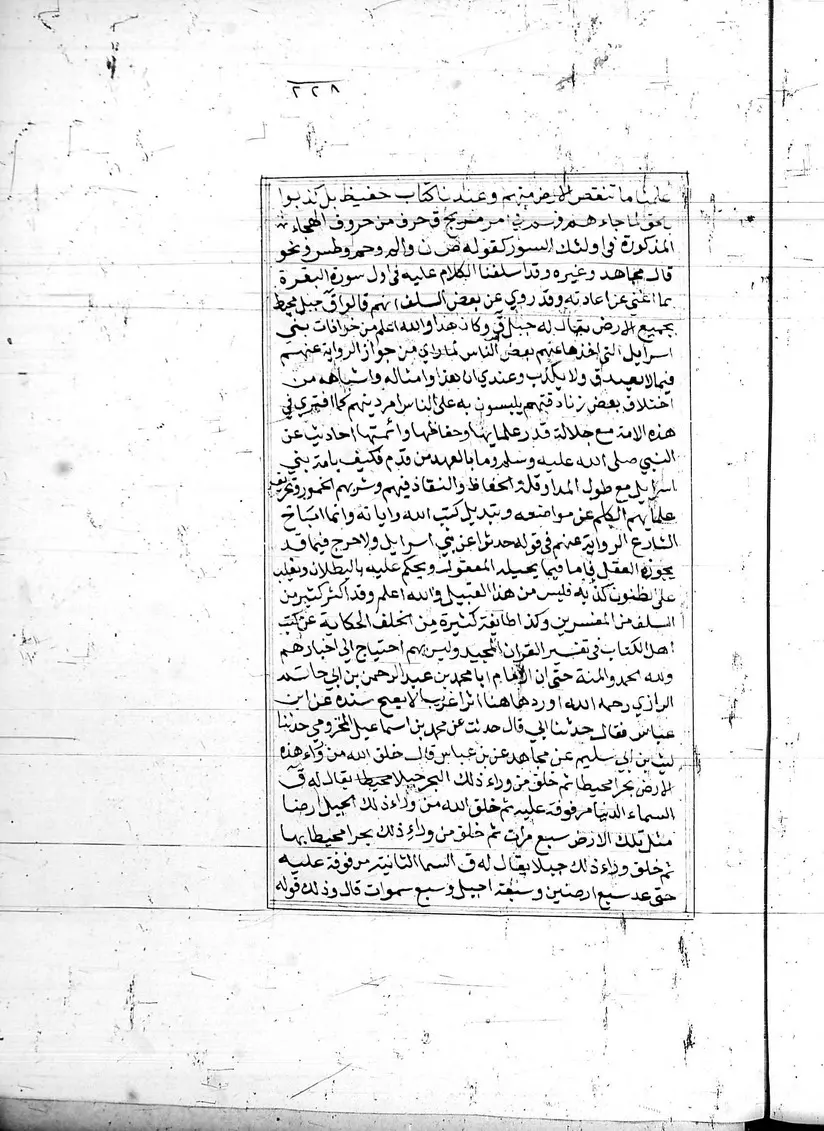 ٢٢٨
علمنا ما تنقص الارض منهم وعندنا كتاب حفيظ بل كذبوا
بالحق لما جاءهم فهم في امر مريج ق حرف من حروف الهجاء
المذكورة في اولئك السور كقوله ص ن والم وحم وطس ونحو
قال مجاهد وغيره وقد اسلفنا الكلام عليه في اول سورة البقرة
بما اغنى عن اعادته وقد روي عن بعض السلف انهم قالوا ق جبل محيط
بجميع الارض يقال له جبل ق وكان هذا والله اعلم من خرافات بني
اسرايل التي اخذها عنهم بعض الناس لما راي من جواز الرواية عنهم
فيما لا يصدق ولا يكذب وعندي ان هذا وامثاله واشباهه من
اختلاق بعض زنادقتهم يلبسون به على الناس امر دينهم كما افتري في
هذه الامة مع جلالة قدر علمايها وحفاظها وائمتها احاديث عن
النبي صلى الله عليه وسلم وما بالعهد من قدم فكيف بامة بني
اسرايل مع طول المدا وقلة الحفاظ والنقاد فيهم وشربهم الخمور وتحريف
علمايهم الكلم عن مواضعه وتبديل كتب الله واياته وانما اباح
الشارع الرواية عنهم في قوله حدثوا عن بني اسرايل ولا حرج فيما قد
يجوزه العقل فاما فيما يحيله المعقول ويحكم عليه بالبطلان ويغلب
على الظنون كذبه فليس من هذا القبيل والله اعلم وقد اكثر كثير من
السلف من المفسرين وكذا طايفة كثيرة من الخلف الحكاية عن كتب
اهل الكتاب في تفسير القران المجيد وليس بهم احتياج الى اخبارهم
ولله الحمد والمنة حتى ان الامام ابا محمد بن عبد الرحمن بن ابي حاتم
الرازي رحمه الله اورد هاهنا اثرا غريبا لا يصح سنده عن ابن
عباس فقال حدثنا ابي قال حدثت عن محمد بن اسماعيل المخزومي حدثنا
ليث بن ابي سليم عن مجاهد عن بن عباس قال خلق الله من وراء هذه
الارض بحرا محيطا ثم خلق من وراء ذلك البحر جبلا محيطا يقال له ق
السماء الدنيا مرفوفة عليه ثم خلق الله من وراء ذلك الجبل ارضا
مثل تلك الارض سبع مرات ثم خلق من وراء ذلك بحرا محيطا بها
ثم خلق وراء ذلك جبلا يقال له ق السما الثانية مرفوفة عليه
حتى عد سبع ارضين وسبعة اجبل وسبع سموات قال وذلك قوله